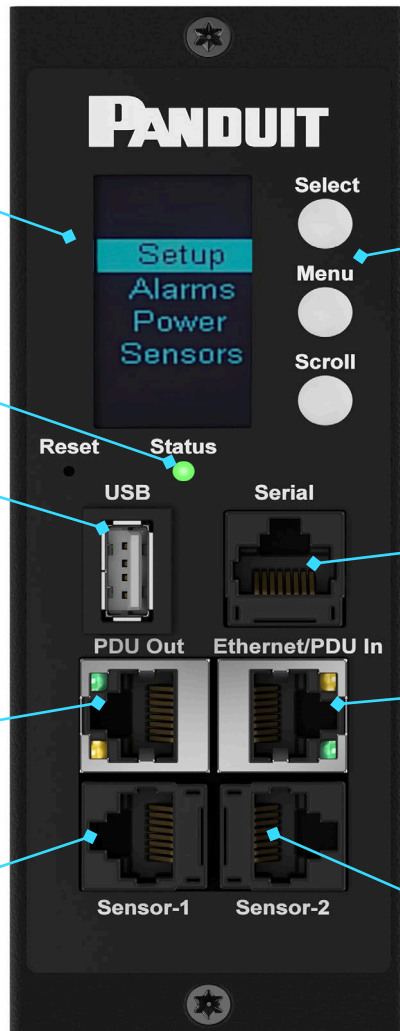 PANDUIT
Select
Setup
Menu
Alarms
Power
Sensors
Scroll
Reset
Status
USB
Serial
PDU Out
Ethernet/PDU In
Sensor-1
Sensor-2